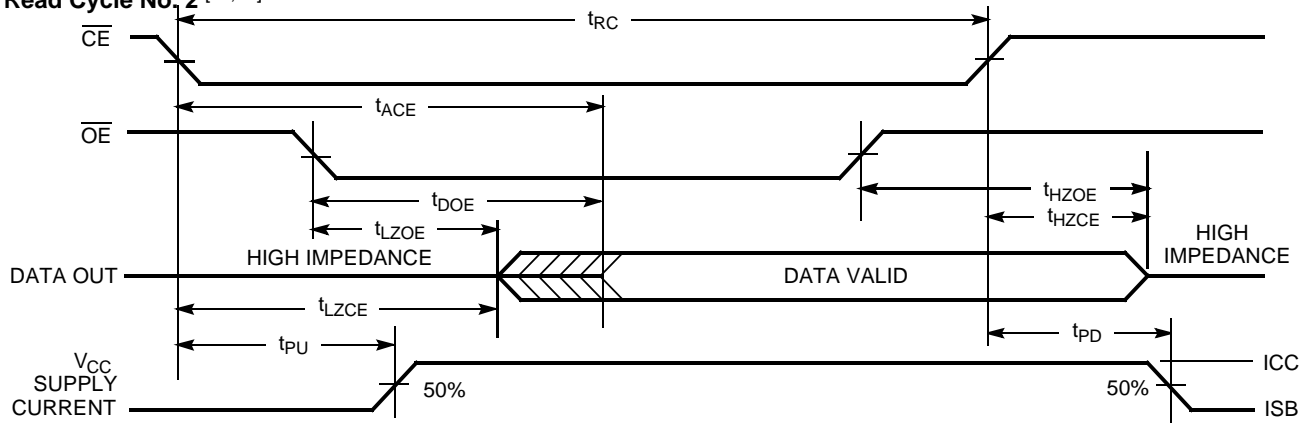 Read Cycle No. 2
tRC
CE
tACE
OE
tDOE
tHZOE
tLZOE
tHZCE
HIGH IMPEDANCE
HIGH
IMPEDANCE
DATA OUT
DATA VALID
tLZCE
tPU
tPD
VCC
SUPPLY
CURRENT
50%
50%
ICC
ISB